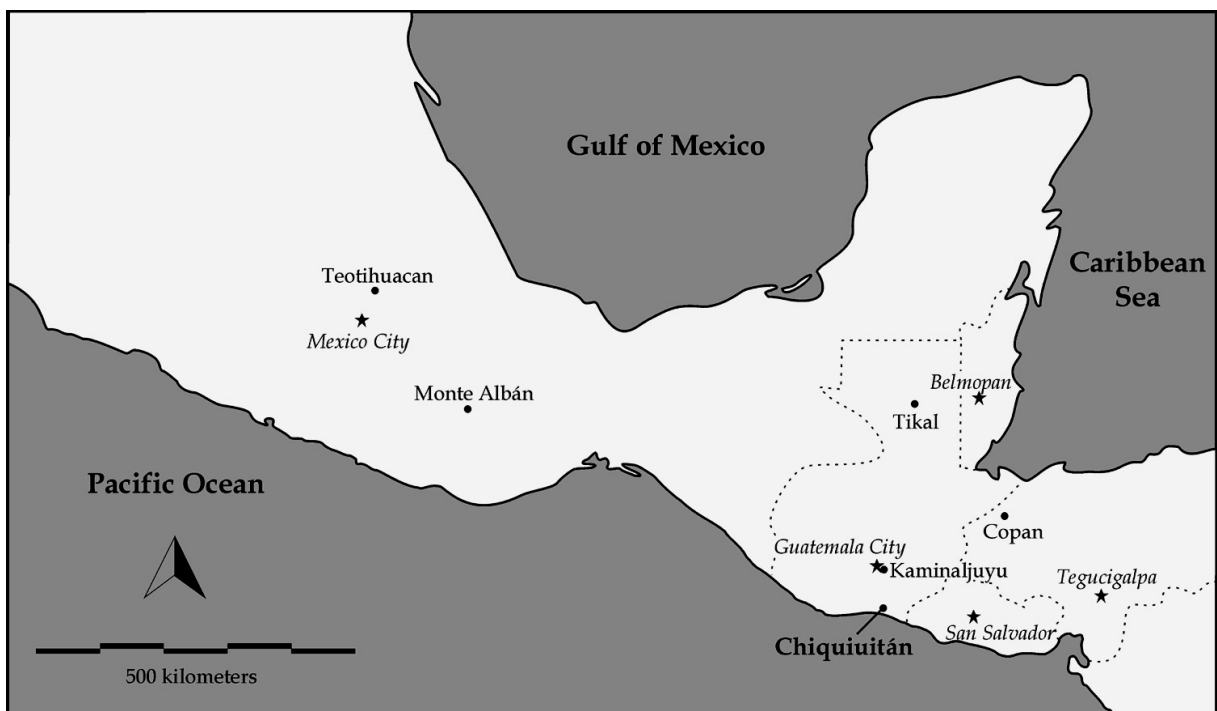 Gulf of Mexico
Caribbean
Sea
Teotihuacan
Mexico City
Monte Albán
Belmopan
Tikal
Pacific Ocean
Copan
Guatemala City
Kaminaljuyu
Tegucigalpa
Chiquiuitán
San Salvador
500 kilometers